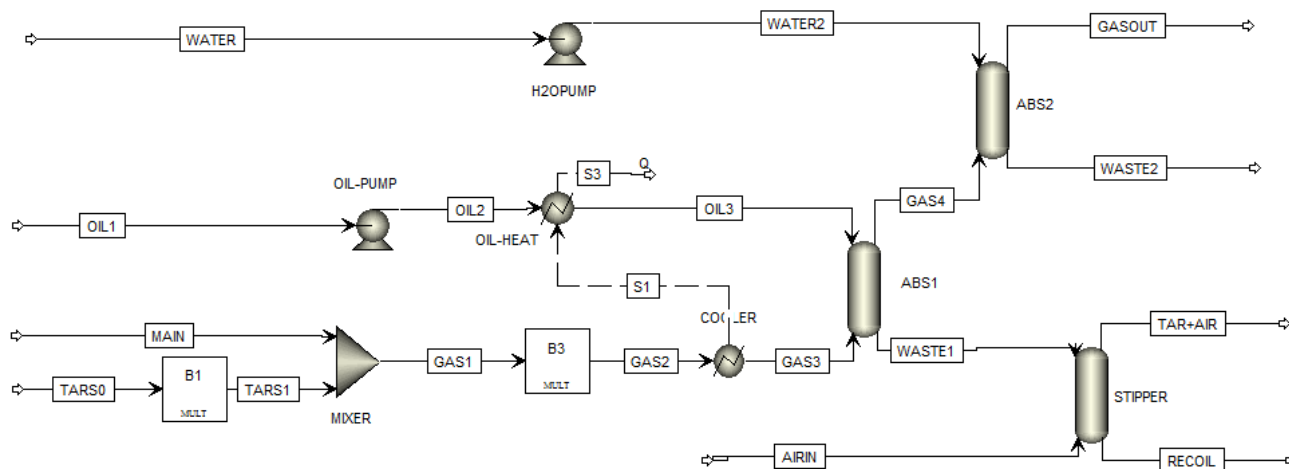 WATER
H2OPUMP
WATER2
GASOUT
ABS2
WASTE2
OIL1
OIL-PUMP
OIL2
OIL-HEAT
S3
Q
OIL3
GAS4
ABS1
S1
MAIN
TARS0
B1
MULT
TARS1
MIXER
GAS1
B3
MULT
GAS2
GAS3
WASTE1
TAR+AIR
STIPPER
AIRIN
RECOIL